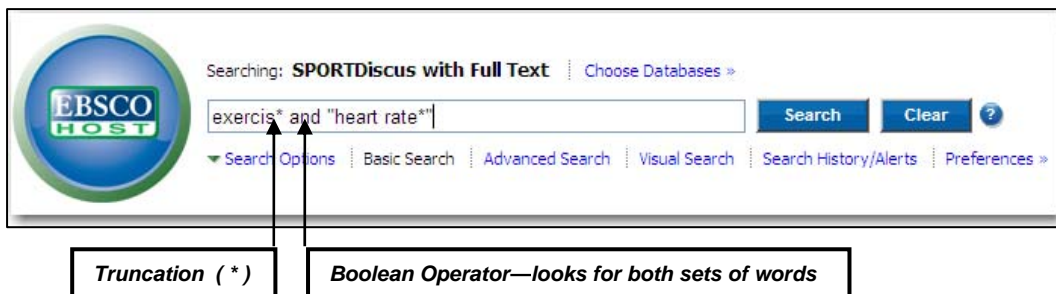 Searching: SPORTDiscus with Full Text Choose Databases »
EBSCO
HOST
exercis* and "heart rate*" Search Clear ?
Search Options Basic Search Advanced Search Visual Search Search History/Alerts Preferences »
Truncation ( * ) Boolean Operator—looks for both sets of words